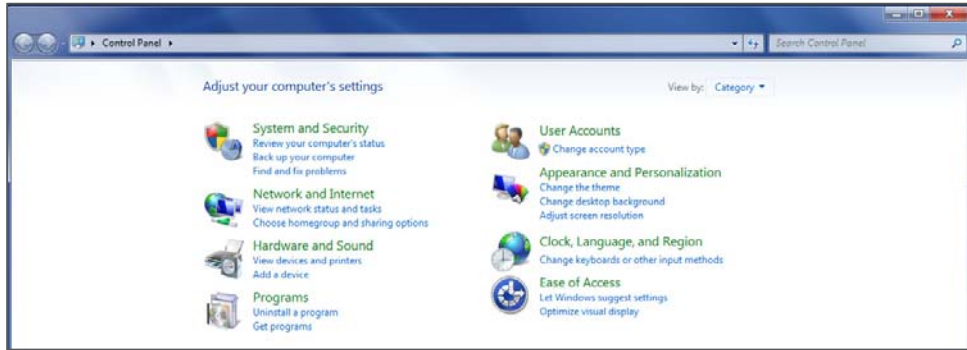 Control Panel
Search Control Panel
Adjust your computer's settings
View by: Category
System and Security
Review your computer's status
Back up your computer
Find and fix problems
Network and Internet
View network status and tasks
Choose homegroup and sharing options
Hardware and Sound
View devices and printers
Add a device
Programs
Uninstall a program
Get programs
User Accounts
Change account type
Appearance and Personalization
Change the theme
Change desktop background
Adjust screen resolution
Clock, Language, and Region
Change keyboards or other input methods
Ease of Access
Let Windows suggest settings
Optimize visual display